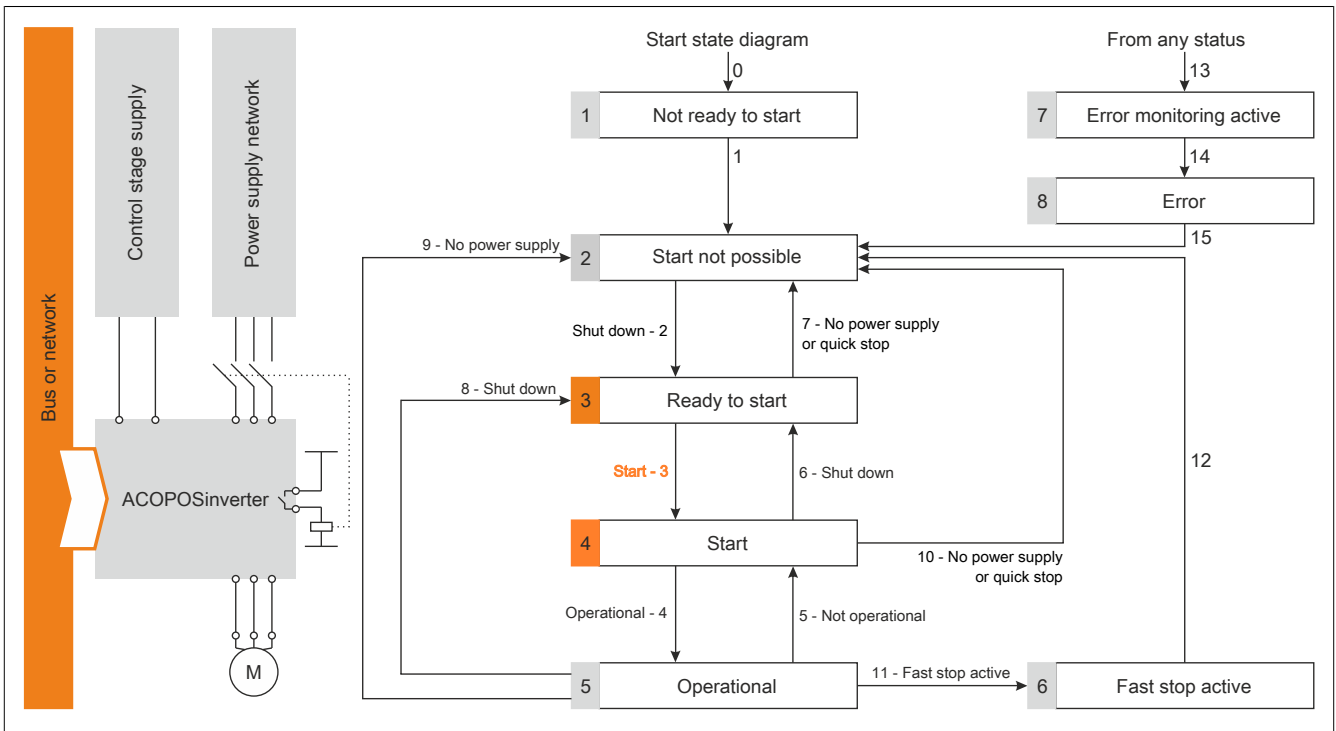 Bus or network
Control stage supply
Power supply network
ACOPOSinverter
M
Start state diagram
0
1
Not ready to start
1
9 - No power supply
2
Start not possible
Shut down - 2
7 - No power supply
or quick stop
8 - Shut down
3
Ready to start
Start - 3
6 - Shut down
4
Start
10 - No power supply
or quick stop
Operational - 4
5 - Not operational
5
Operational
11 - Fast stop active
6
Fast stop active
12
From any status
13
7
Error monitoring active
14
8
Error
15